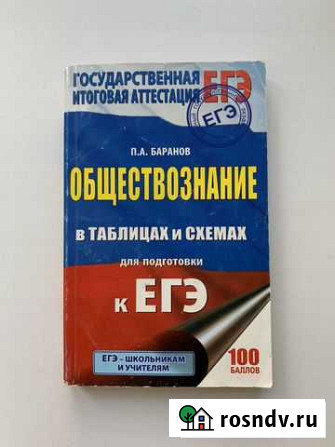 ГОСУДАРСТВЕННАЯ
ИТОГОВАЯ АТТЕСТАЦИЯ ЕГЭ
ЕГЭ
П.А. БАРАНОВ
ОБЩЕСТВОЗНАНИЕ
В ТАБЛИЦАХ И СХЕМАХ
для подготовки
к ЕГЭ
ЕГЭ - ШКОЛЬНИКАМ
И УЧИТЕЛЯМ
100
БАЛЛОВ
rosndv.ru